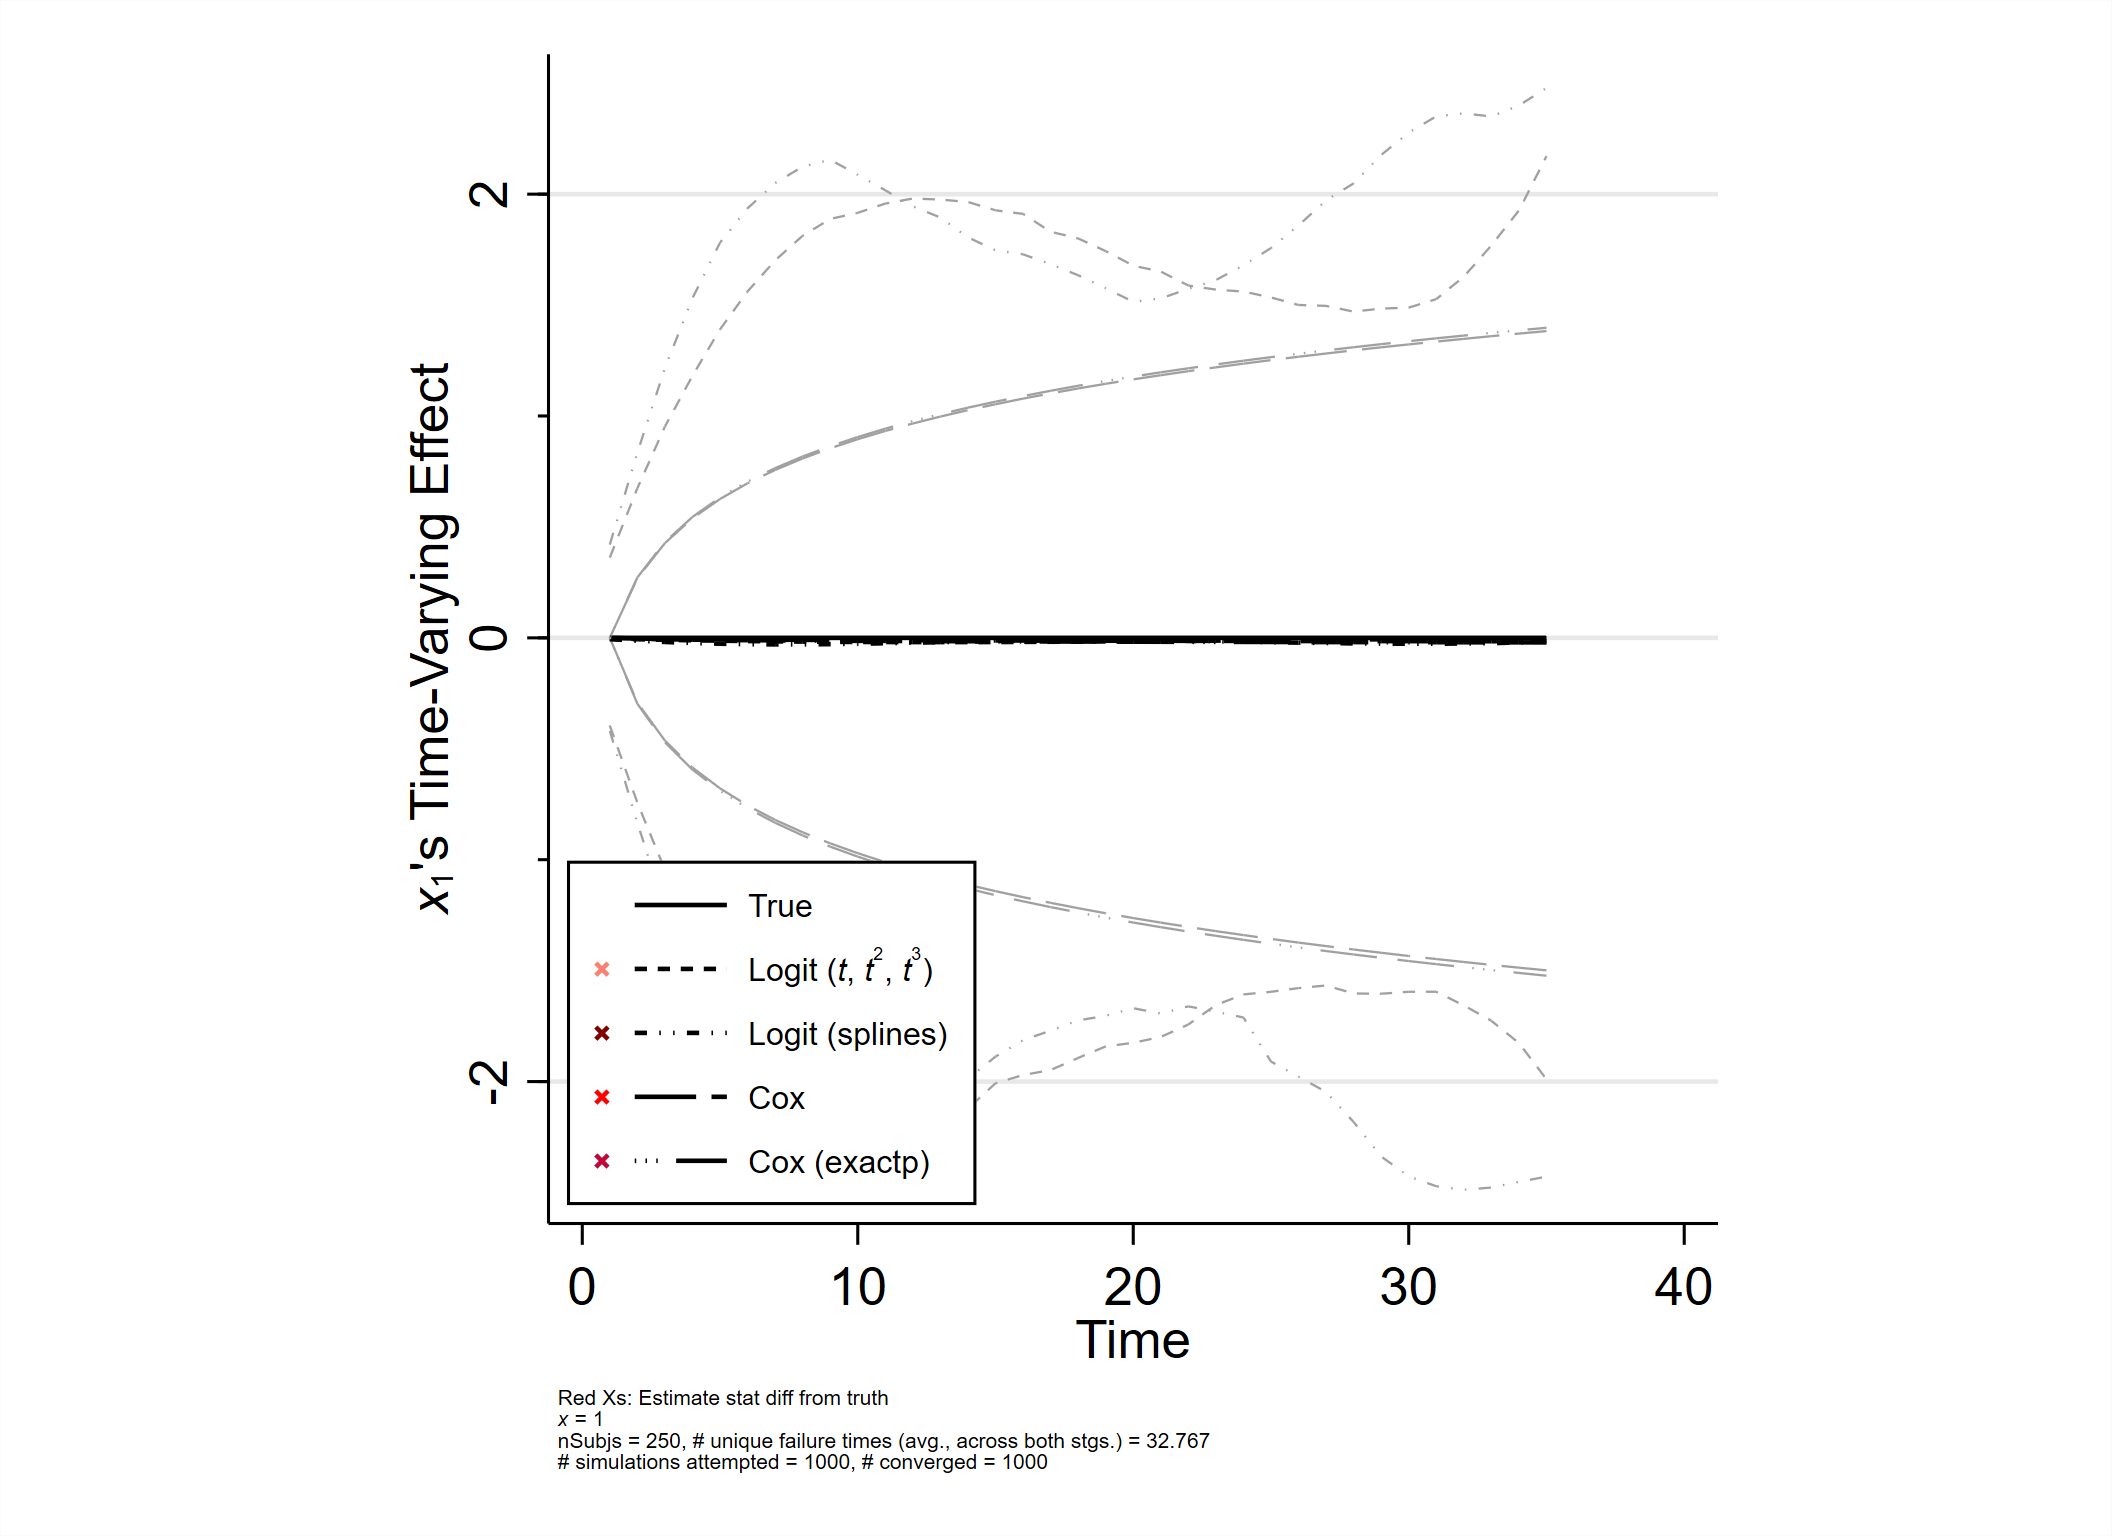 x₁'s Time-Varying Effect
2
0
-2
True
Logit (t, t², t³)
Logit (splines)
Cox
Cox (exactp)
0 10 20 30 40
Time
Red Xs: Estimate stat diff from truth
x = 1
nSubjs = 250, # unique failure times (avg., across both stgs.) = 32.767
# simulations attempted = 1000, # converged = 1000